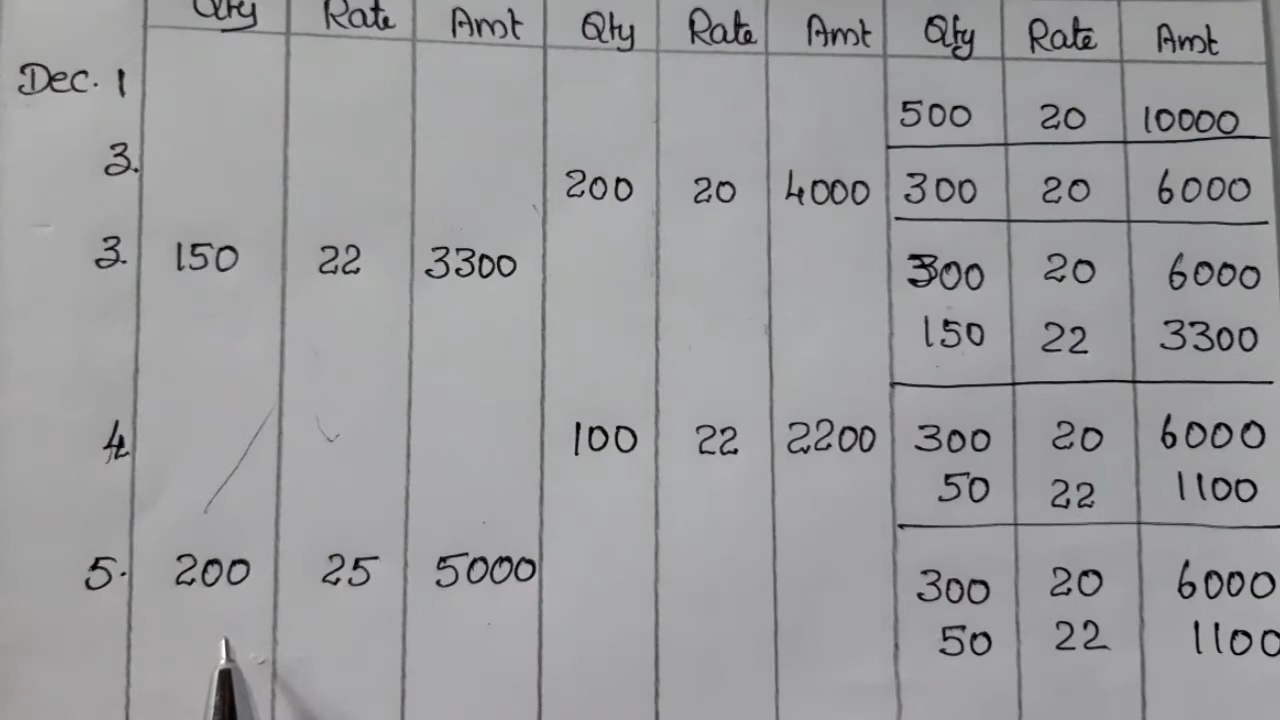 Qty Rate Amt Qty Rate Amt Qty Rate Amt
Dec. 1 500 20 10000
3. 200 20 4000 300 20 6000
3. 150 22 3300 300 20 6000
150 22 3300
4. 100 22 2200 300 20 6000
50 22 1100
5. 200 25 5000 300 20 6000
50 22 1100